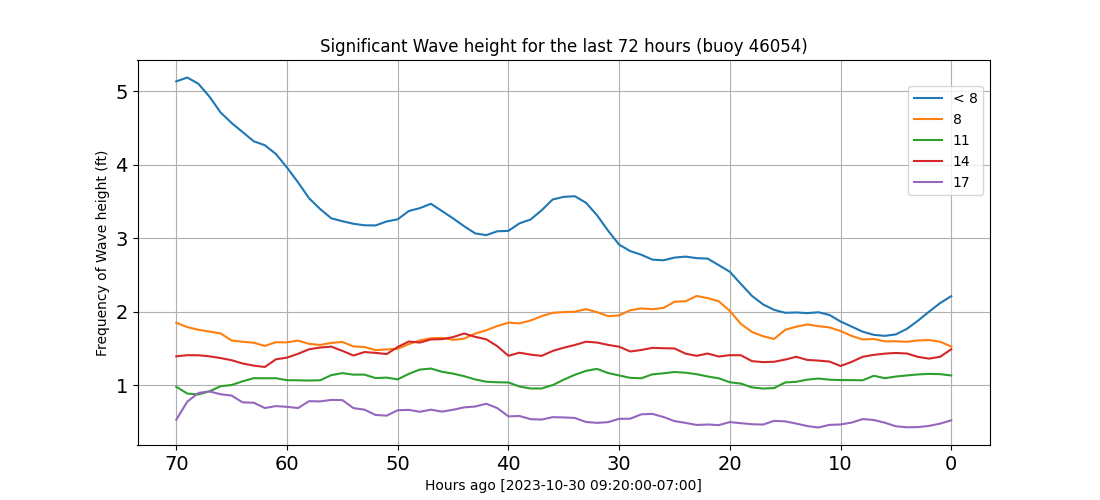 Significant Wave height for the last 72 hours (buoy 46054)
Frequency of Wave height (ft)
5
4
3
2
1
< 8
8
11
14
17
70 60 50 40 30 20 10 0
Hours ago [2023-10-30 09:20:00-07:00]